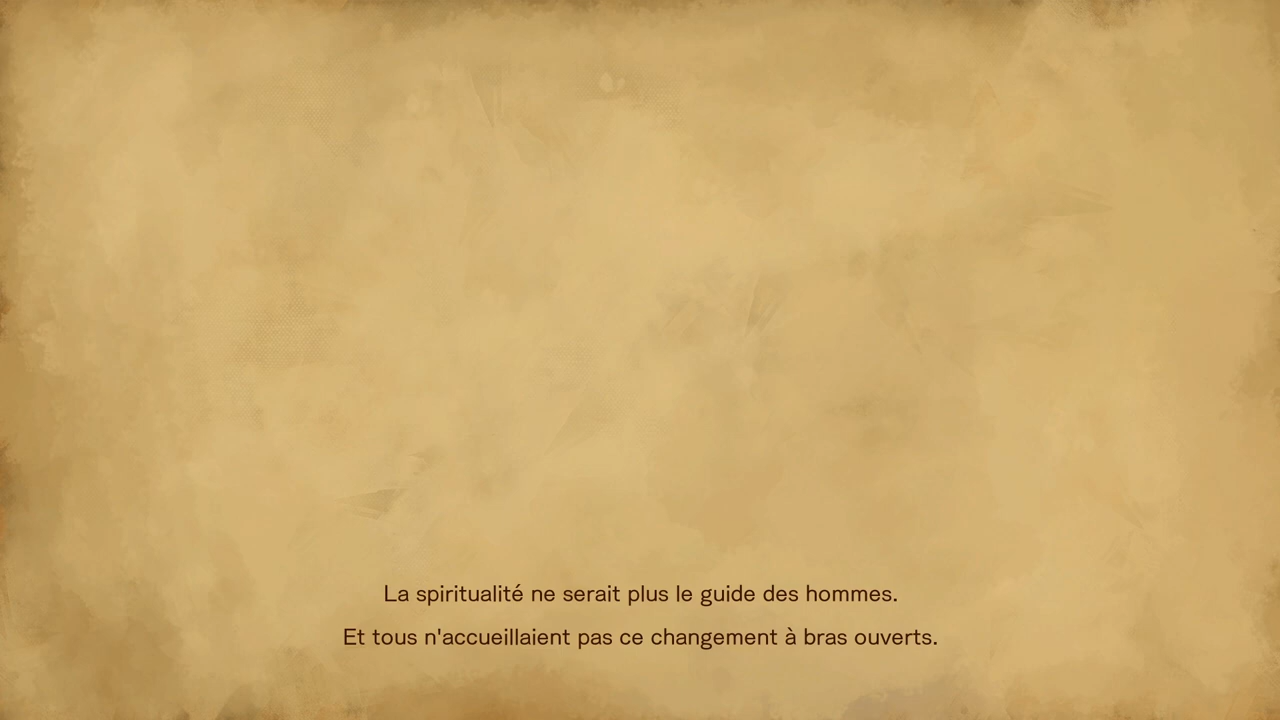 La spiritualité ne serait plus le guide des hommes.
Et tous n'accueillaient pas ce changement à bras ouverts.